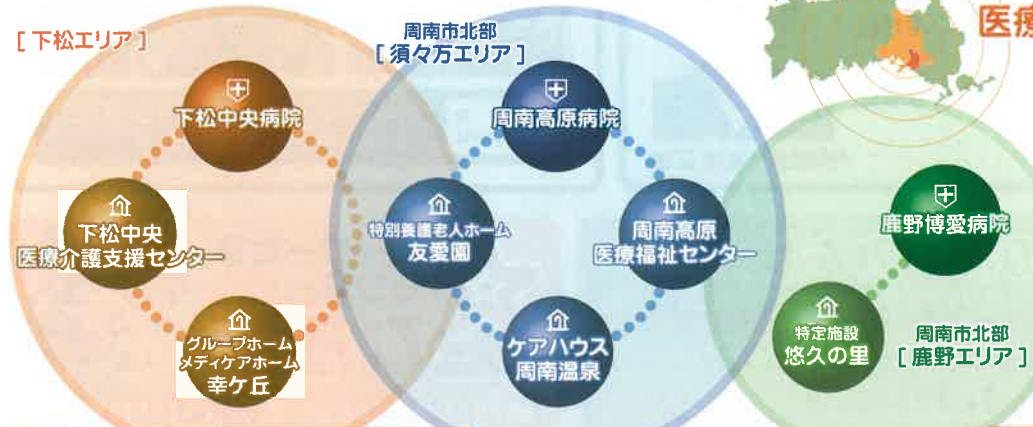 [ 下松エリア ]
下松中央病院
下松中央
医療介護支援センター
グループホーム
メディケアホーム
幸ケ丘
周南市北部
[ 須々万エリア ]
周南高原病院
特別養護老人ホーム
友愛園
周南高原
医療福祉センター
ケアハウス
周南温泉
医療
鹿野博愛病院
特定施設
悠久の里
周南市北部
[ 鹿野エリア ]